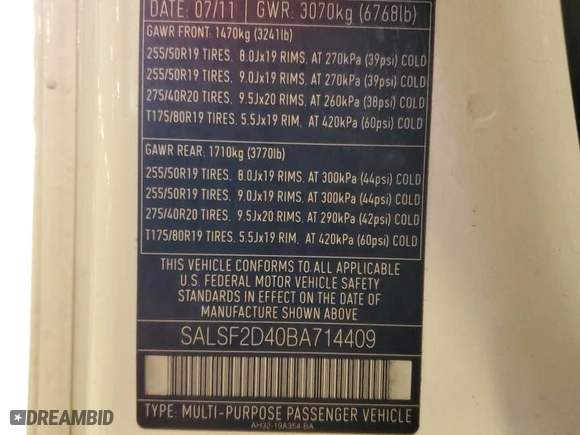 DATE: 07/11 GWR: 3070kg (6768lb)
GAWR FRONT: 1470kg (3241lb)
255/50R19 TIRES, 8.0Jx19 RIMS, AT 270kPa (39psi) COLD
255/50R19 TIRES, 9.0Jx19 RIMS, AT 270kPa (39psi) COLD
275/40R20 TIRES, 9.5Jx20 RIMS, AT 260kPa (38psi) COLD
T175/80R19 TIRES, 5.5Jx19 RIM, AT 420kPa (60psi) COLD
GAWR REAR: 1710kg (3770lb)
255/50R19 TIRES, 8.0Jx19 RIMS, AT 300kPa (44psi) COLD
255/50R19 TIRES, 9.0Jx19 RIMS, AT 300kPa (44psi) COLD
275/40R20 TIRES, 9.5Jx20 RIMS, AT 290kPa (42psi) COLD
T175/80R19 TIRES, 5.5Jx19 RIM, AT 420kPa (60psi) COLD
THIS VEHICLE CONFORMS TO ALL APPLICABLE
U.S. FEDERAL MOTOR VEHICLE SAFETY
STANDARDS IN EFFECT ON THE DATE OF
MANUFACTURE SHOWN ABOVE
SALSF2D40BA714409
TYPE: MULTI-PURPOSE PASSENGER VEHICLE
AH32-19A354-BA
DREAMBID